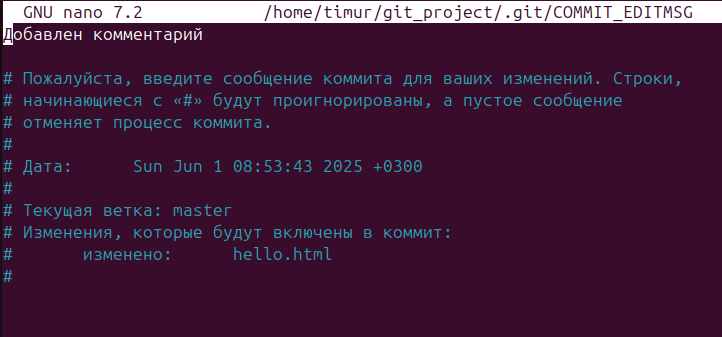 GNU nano 7.2 /home/timur/git_project/.git/COMMIT_EDITMSG
Добавлен комментарий
# Пожалуйста, введите сообщение коммита для ваших изменений. Строки,
# начинающиеся с «#» будут проигнорированы, а пустое сообщение
# отменяет процесс коммита.
#
# Дата: Sun Jun 1 08:53:43 2025 +0300
#
# Текущая ветка: master
# Изменения, которые будут включены в коммит:
# изменено: hello.html
#